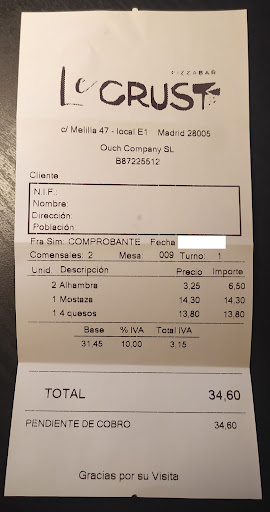 PIZZABAR
Le CRUST
c/ Melilla 47 - local E1 Madrid 28005
Ouch Company SL
B87225512
Cliente
N.I.F.:
Nombre:
Dirección:
Población:
Fra Sim: COMPROBANTE Fecha
Comensales: 2 Mesa: 009 Turno: 1
Unid. Descripción Precio Importe
2 Alhambra 3,25 6,50
1 Mostaza 14,30 14,30
1 4 quesos 13,80 13,80
Base % IVA Total IVA
31,45 10,00 3,15
TOTAL 34,60
PENDIENTE DE COBRO 34,60
Gracias por su Visita